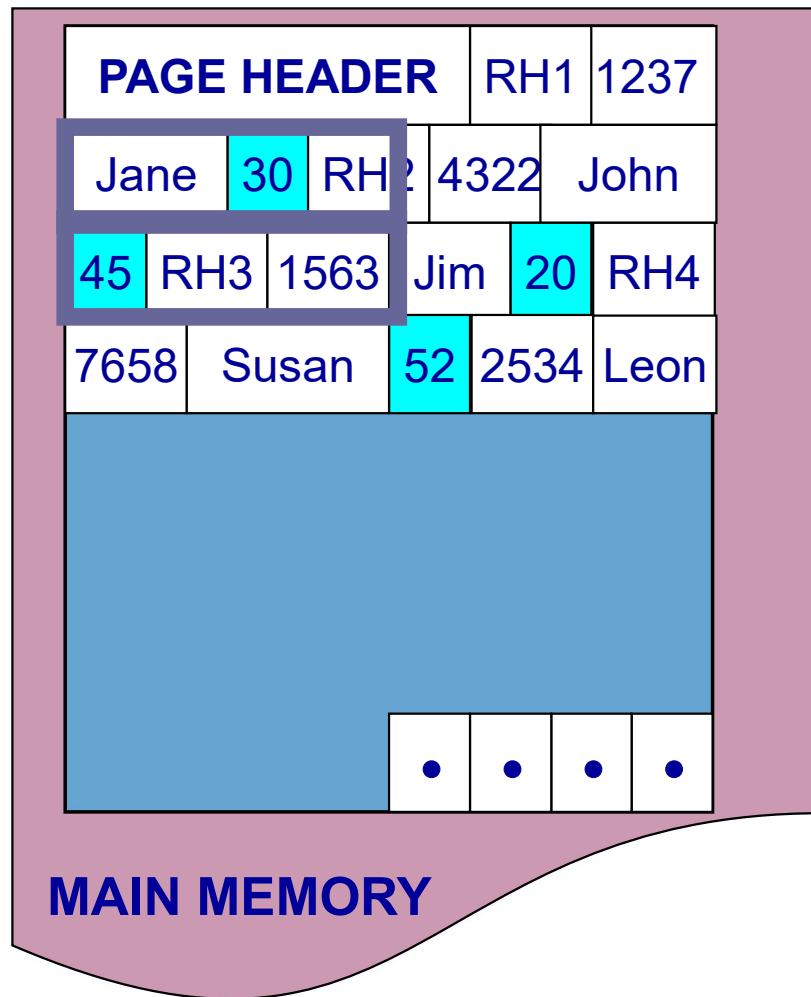 PAGE HEADER RH1 1237
Jane 30 RH2 4322 John
45 RH3 1563 Jim 20 RH4
7658 Susan 52 2534 Leon
MAIN MEMORY